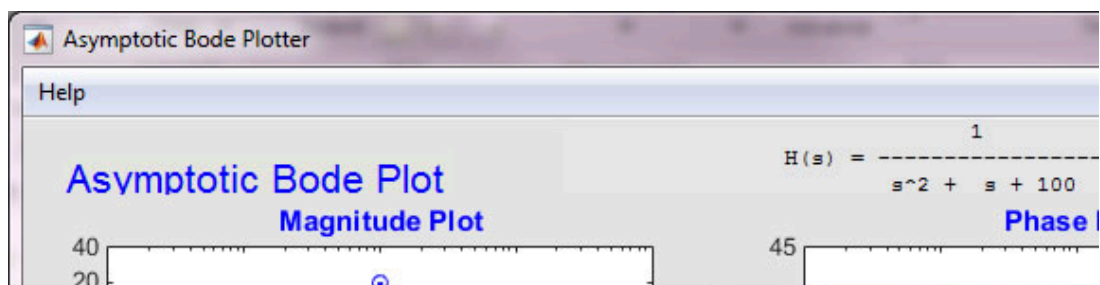 Asymptotic Bode Plotter
Help
1
H(s) = -----------------
s^2 +  s + 100
Asymptotic Bode Plot
Magnitude Plot
Phase
40
20
45